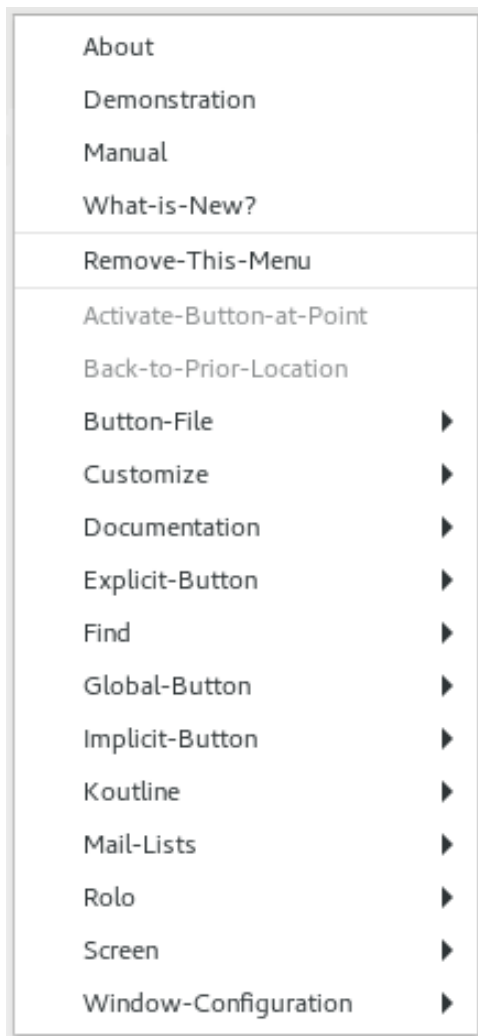 About
Demonstration
Manual
What-is-New?
Remove-This-Menu
Activate-Button-at-Point
Back-to-Prior-Location
Button-File
Customize
Documentation
Explicit-Button
Find
Global-Button
Implicit-Button
Koutline
Mail-Lists
Rolo
Screen
Window-Configuration